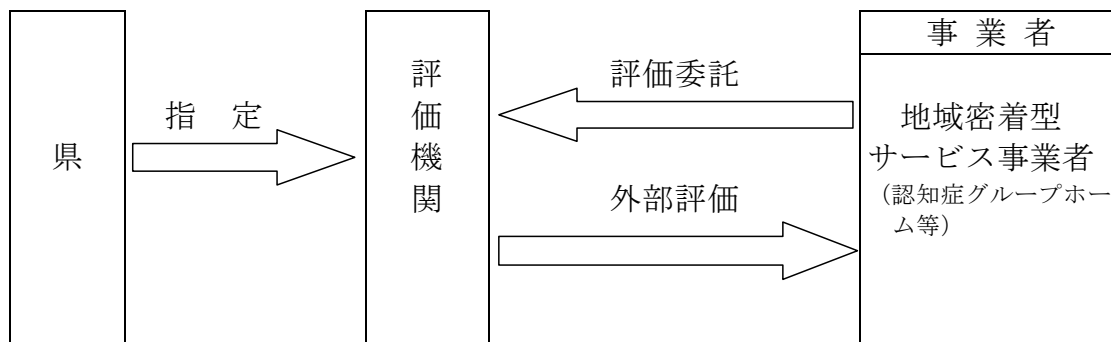 県
指　定
評価機関
評価委託
外部評価
事 業 者
地域密着型
サービス事業者
（認知症グループホー
ム等）